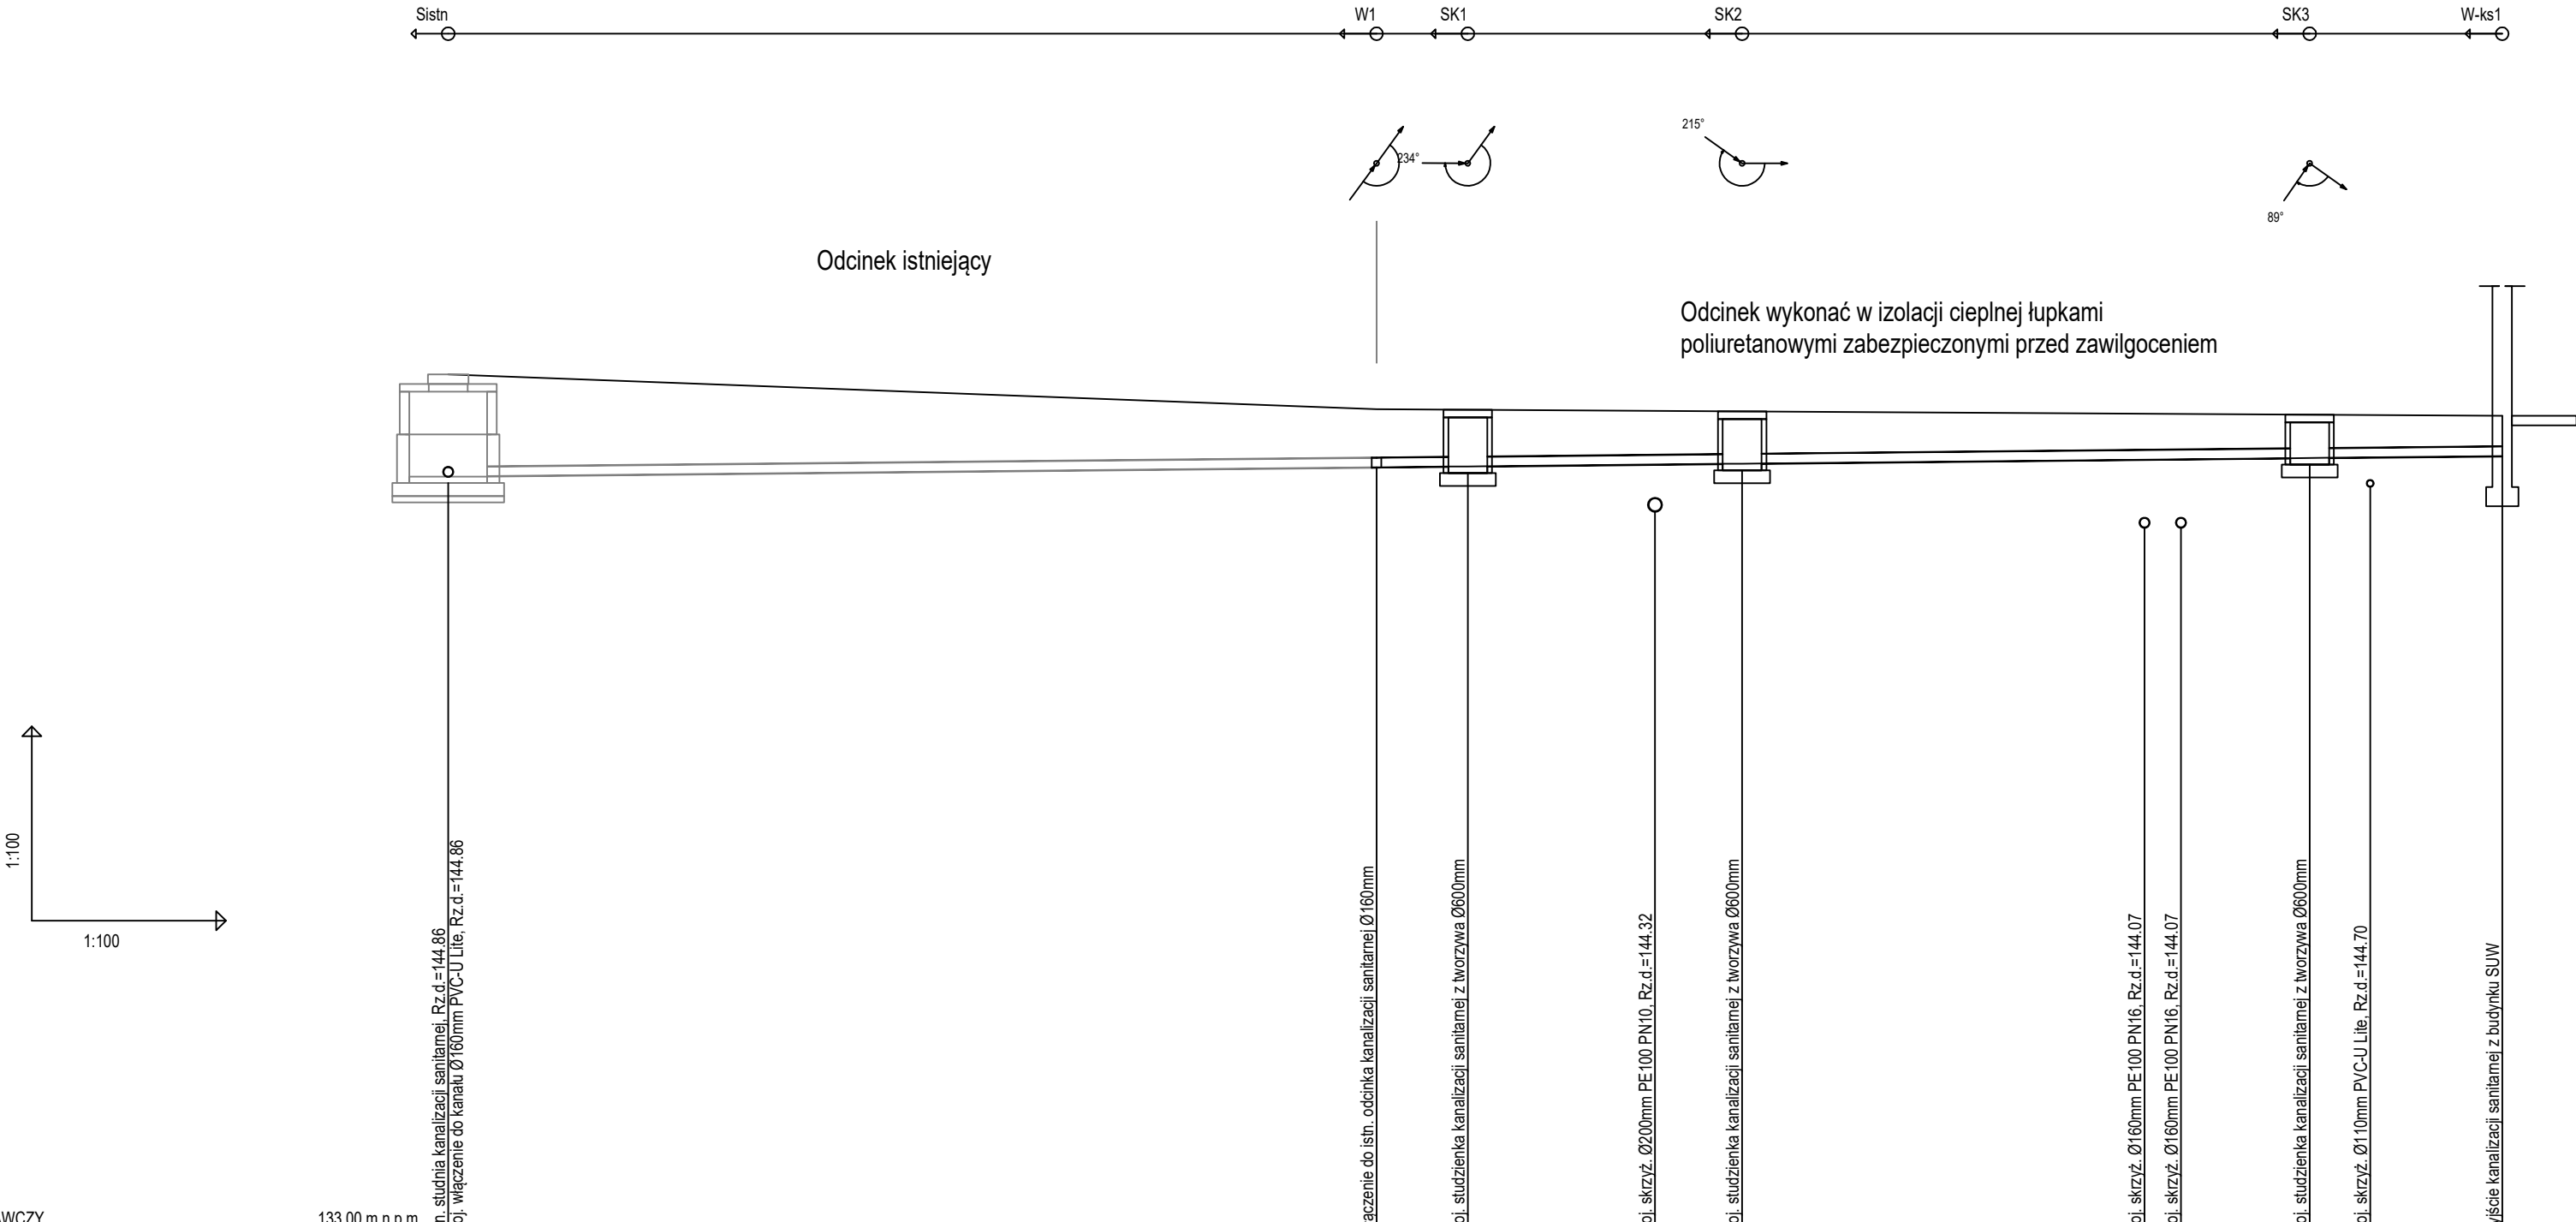 Sistn
W1
SK1
SK2
SK3
W-ks1
234°
215°
89°
Odcinek istniejący
Odcinek wykonać w izolacji cieplnej łupkami
poliuretanowymi zabezpieczonymi przed zawilgoceniem
1:100
1:100
n. studnia kanalizacji sanitarnej, Rz.d.=144.86
oj. włączenie do kanału Ø160mm PVC-U Lite, Rz.d.=144.86
ączenie do istn. odcinka kanalizacji sanitarnej Ø160mm
oj. studzienka kanalizacji sanitarnej z tworzywa Ø600mm
oj. skrzyż. Ø200mm PE100 PN10, Rz.d.=144.32
oj. studzienka kanalizacji sanitarnej z tworzywa Ø600mm
oj. skrzyż. Ø160mm PE100 PN16, Rz.d.=144.07
oj. skrzyż. Ø160mm PE100 PN16, Rz.d.=144.07
oj. studzienka kanalizacji sanitarnej z tworzywa Ø600mm
oj. skrzyż. Ø110mm PVC-U Lite, Rz.d.=144.70
yjście kanalizacji sanitarnej z budynku SUW
AWCZY
133.00 m n.p.m.